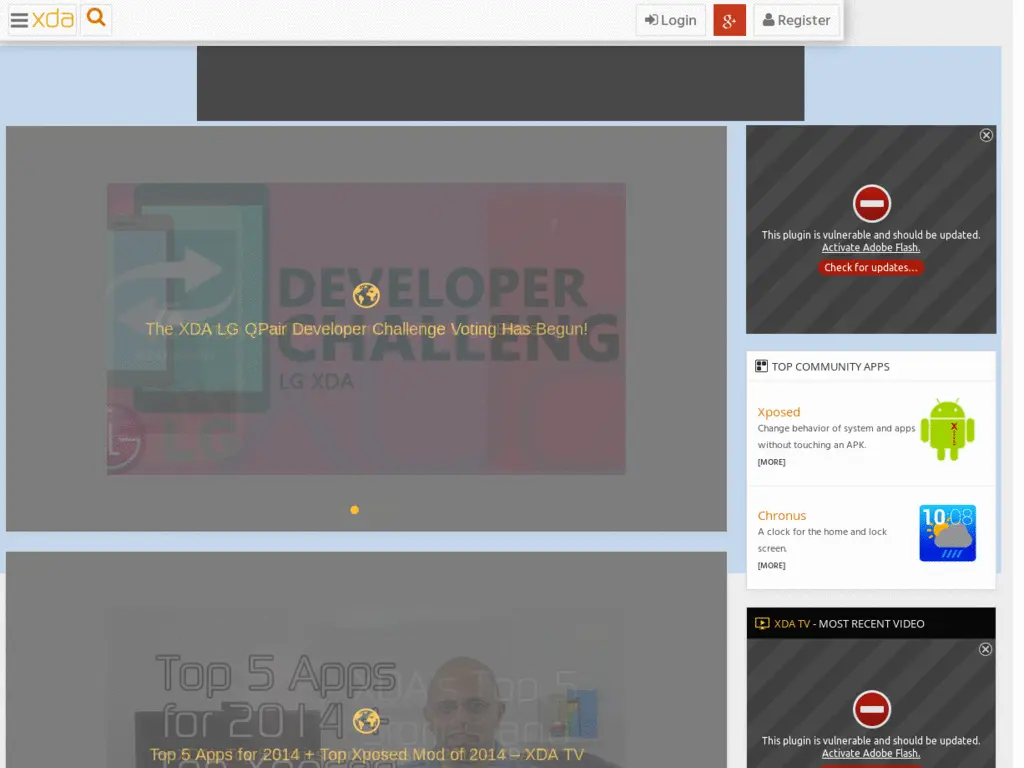 xda
Login
g+
Register
DEVELOPER
CHALLENG
LG XDA
The XDA LG QPair Developer Challenge Voting Has Begun!
This plugin is vulnerable and should be updated.
Activate Adobe Flash.
Check for updates...
TOP COMMUNITY APPS
Xposed
Change behavior of system and apps
without touching an APK.
[MORE]
Chronus
A clock for the home and lock
screen.
[MORE]
10:08
XDA TV - MOST RECENT VIDEO
Top 5 Apps
for 2014 +
Top 5 Apps for 2014 + Top Xposed Mod of 2014 – XDA TV
This plugin is vulnerable and should be updated.
Activate Adobe Flash.